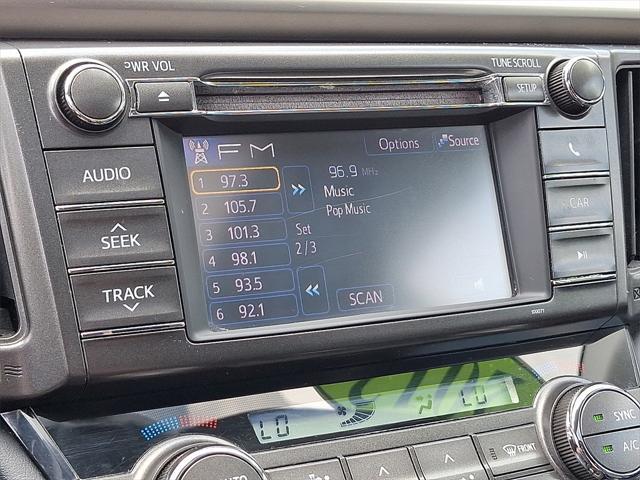 PWR VOL
TUNE SCROLL
SETUP
FM
Options
Source
1 97.3
96.9 MHz
Music
2 105.7
Pop Music
3 101.3
Set
4 98.1
2/3
5 93.5
6 92.1
SCAN
AUDIO
SEEK
TRACK
CAR
100071
LO
LO
SYNC
A/C
FRONT
AUTO